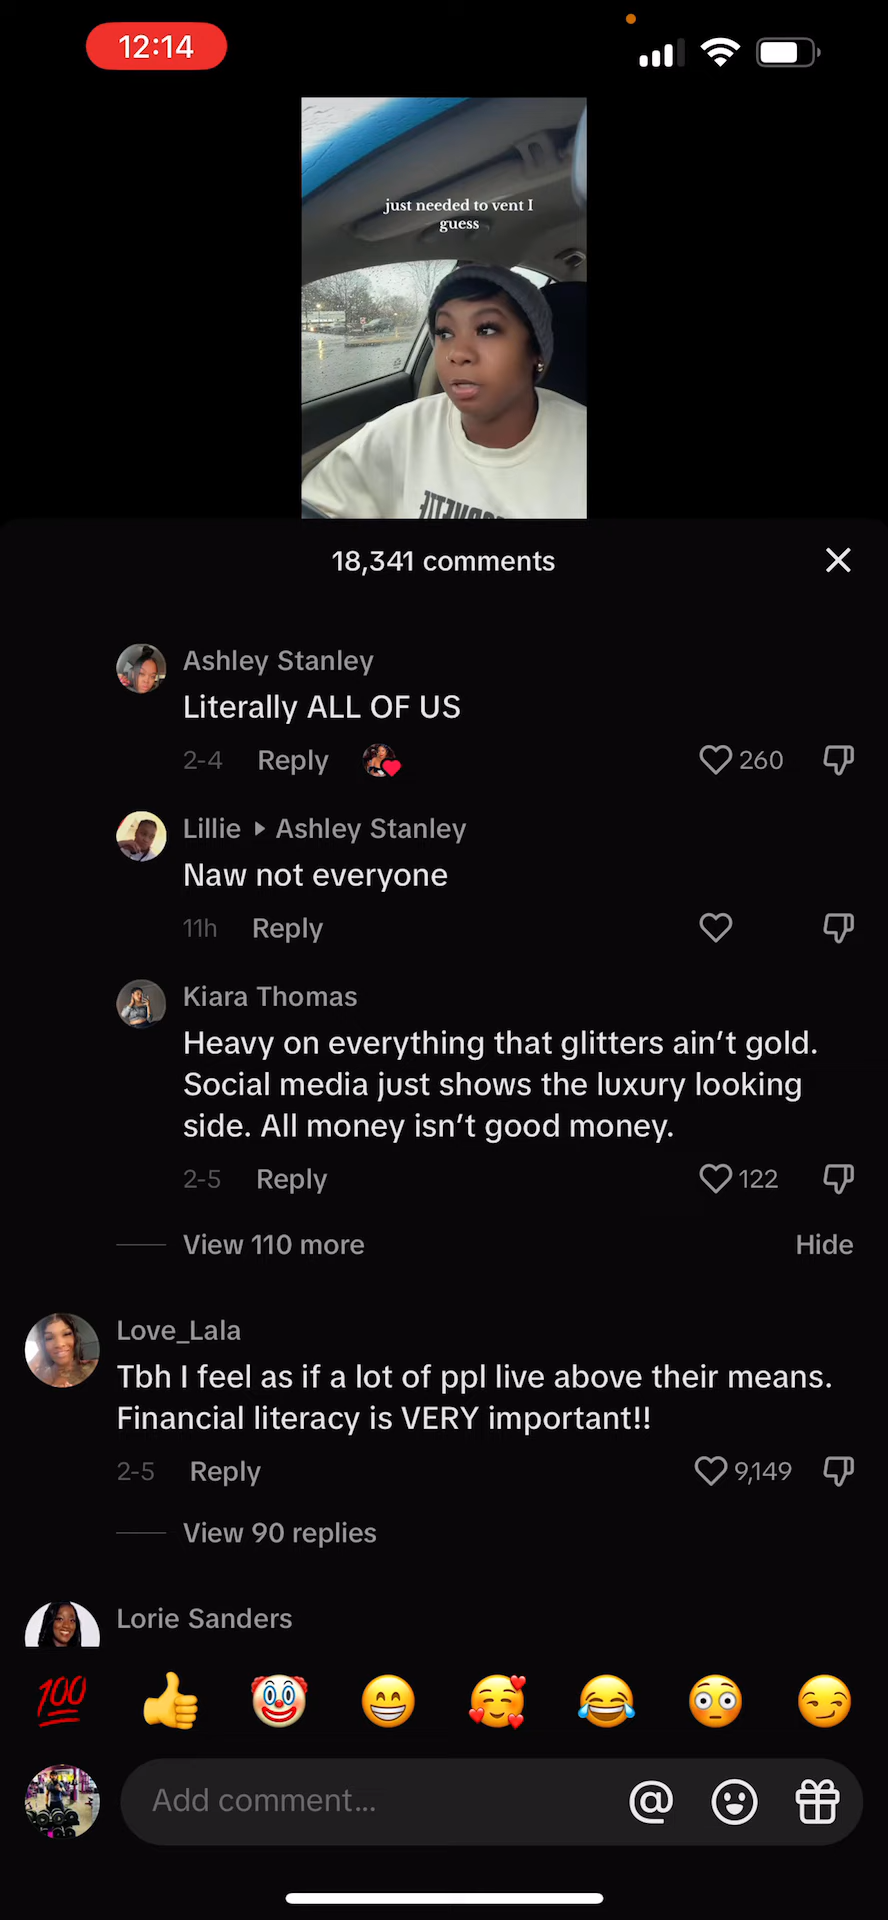 12:14
just needed to vent I
guess
18,341 comments
Ashley Stanley
Literally ALL OF US
2-4 Reply 260
Lillie Ashley Stanley
Naw not everyone
11h Reply
Kiara Thomas
Heavy on everything that glitters ain’t gold.
Social media just shows the luxury looking
side. All money isn’t good money.
2-5 Reply 122
View 110 more Hide
Love_Lala
Tbh I feel as if a lot of ppl live above their means.
Financial literacy is VERY important!!
2-5 Reply 9,149
View 90 replies
Lorie Sanders
Add comment...